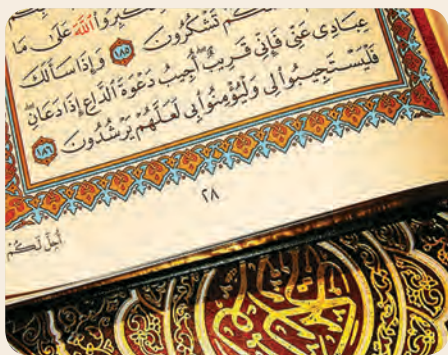 تَشْكُرُونَ ١٨٥ وَإِذَا سَأَلَكَ
عِبَادِي عَنِّي فَإِنِّي قَرِيبٌ أُجِيبُ دَعْوَةَ الدَّاعِ إِذَا دَعَانِ
فَلْيَسْتَجِيبُوا لِي وَلْيُؤْمِنُوا بِي لَعَلَّهُمْ يَرْشُدُونَ ١٨٦
٢٨
أُحِلَّ لَكُمْ